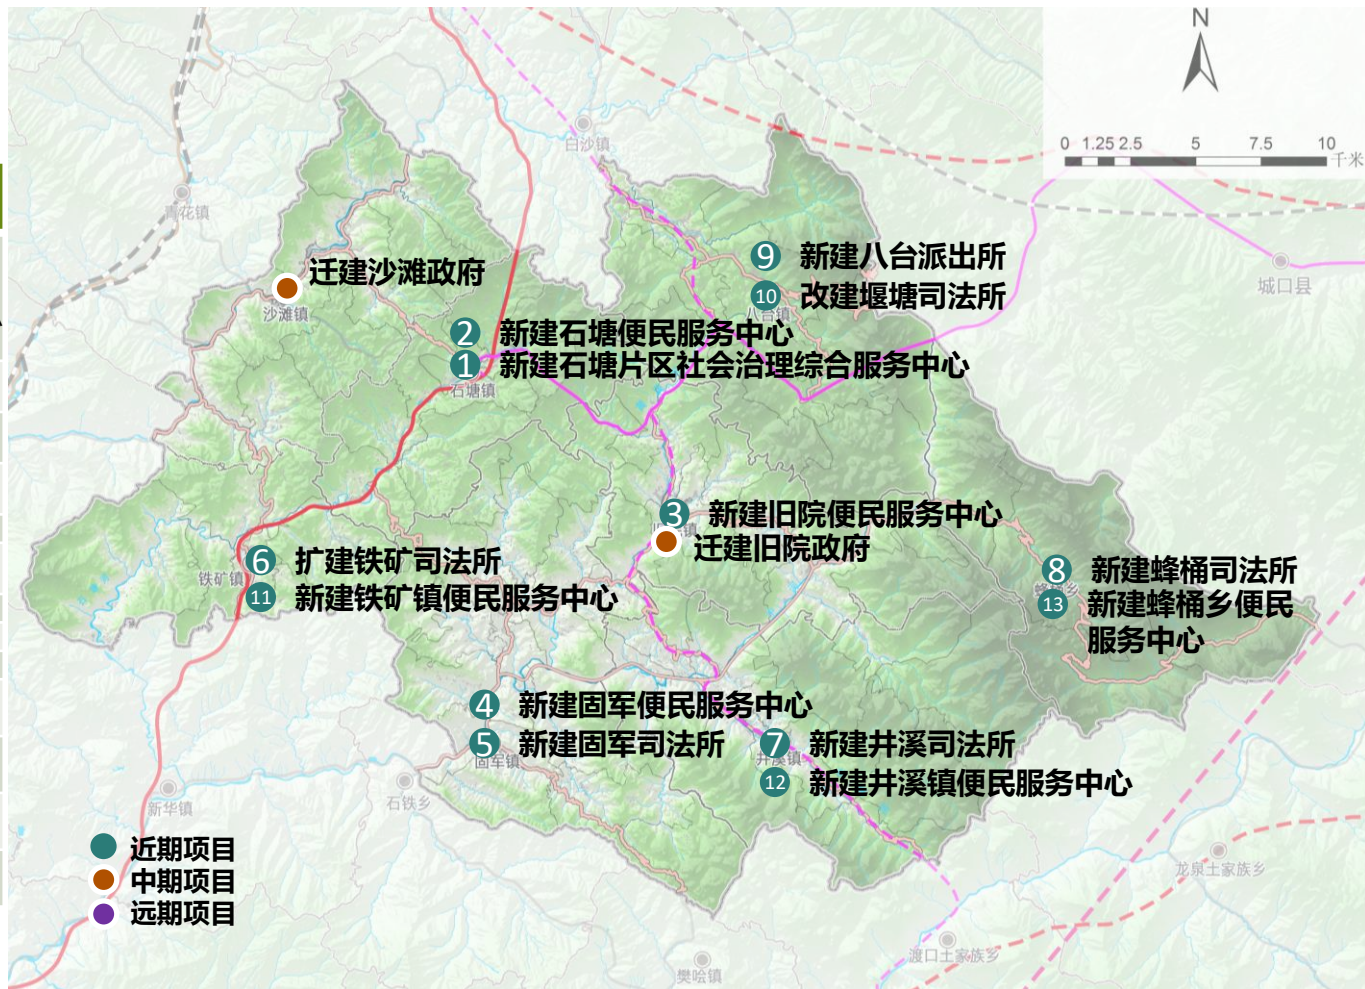 N
0 1.25 2.5 5 7.5 10
千米
白沙镇
青花镇
城口县
9 新建八台派出所
10 改建堰塘司法所
八台镇
迁建沙滩政府
沙滩镇
2 新建石塘便民服务中心
1 新建石塘片区社会治理综合服务中心
石塘镇
3 新建旧院便民服务中心
迁建旧院政府
6 扩建铁矿司法所
铁矿镇
11 新建铁矿镇便民服务中心
8 新建蜂桶司法所
13 新建蜂桶乡便民
服务中心
4 新建固军便民服务中心
5 新建固军司法所
固军镇
7 新建井溪司法所
井溪镇
12 新建井溪镇便民服务中心
石铁乡
新华镇
近期项目
中期项目
远期项目
龙泉土家族乡
渡口土家族乡
樊哙镇